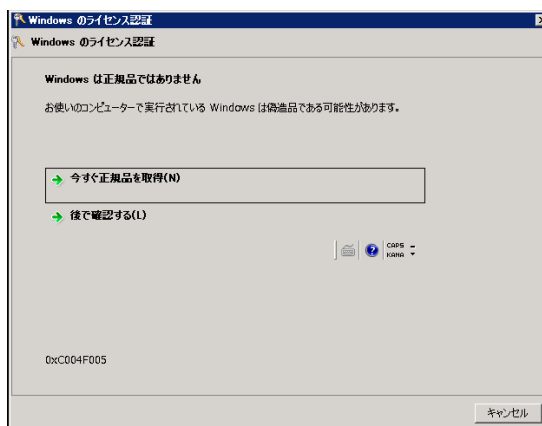 Windows のライセンス認証
Windows のライセンス認証
Windows は正規品ではありません
お使いのコンピューターで実行されている Windows は偽造品である可能性があります。
今すぐ正規品を取得(N)
後で確認する(L)
CAPS
KANA
0xC004F005
キャンセル